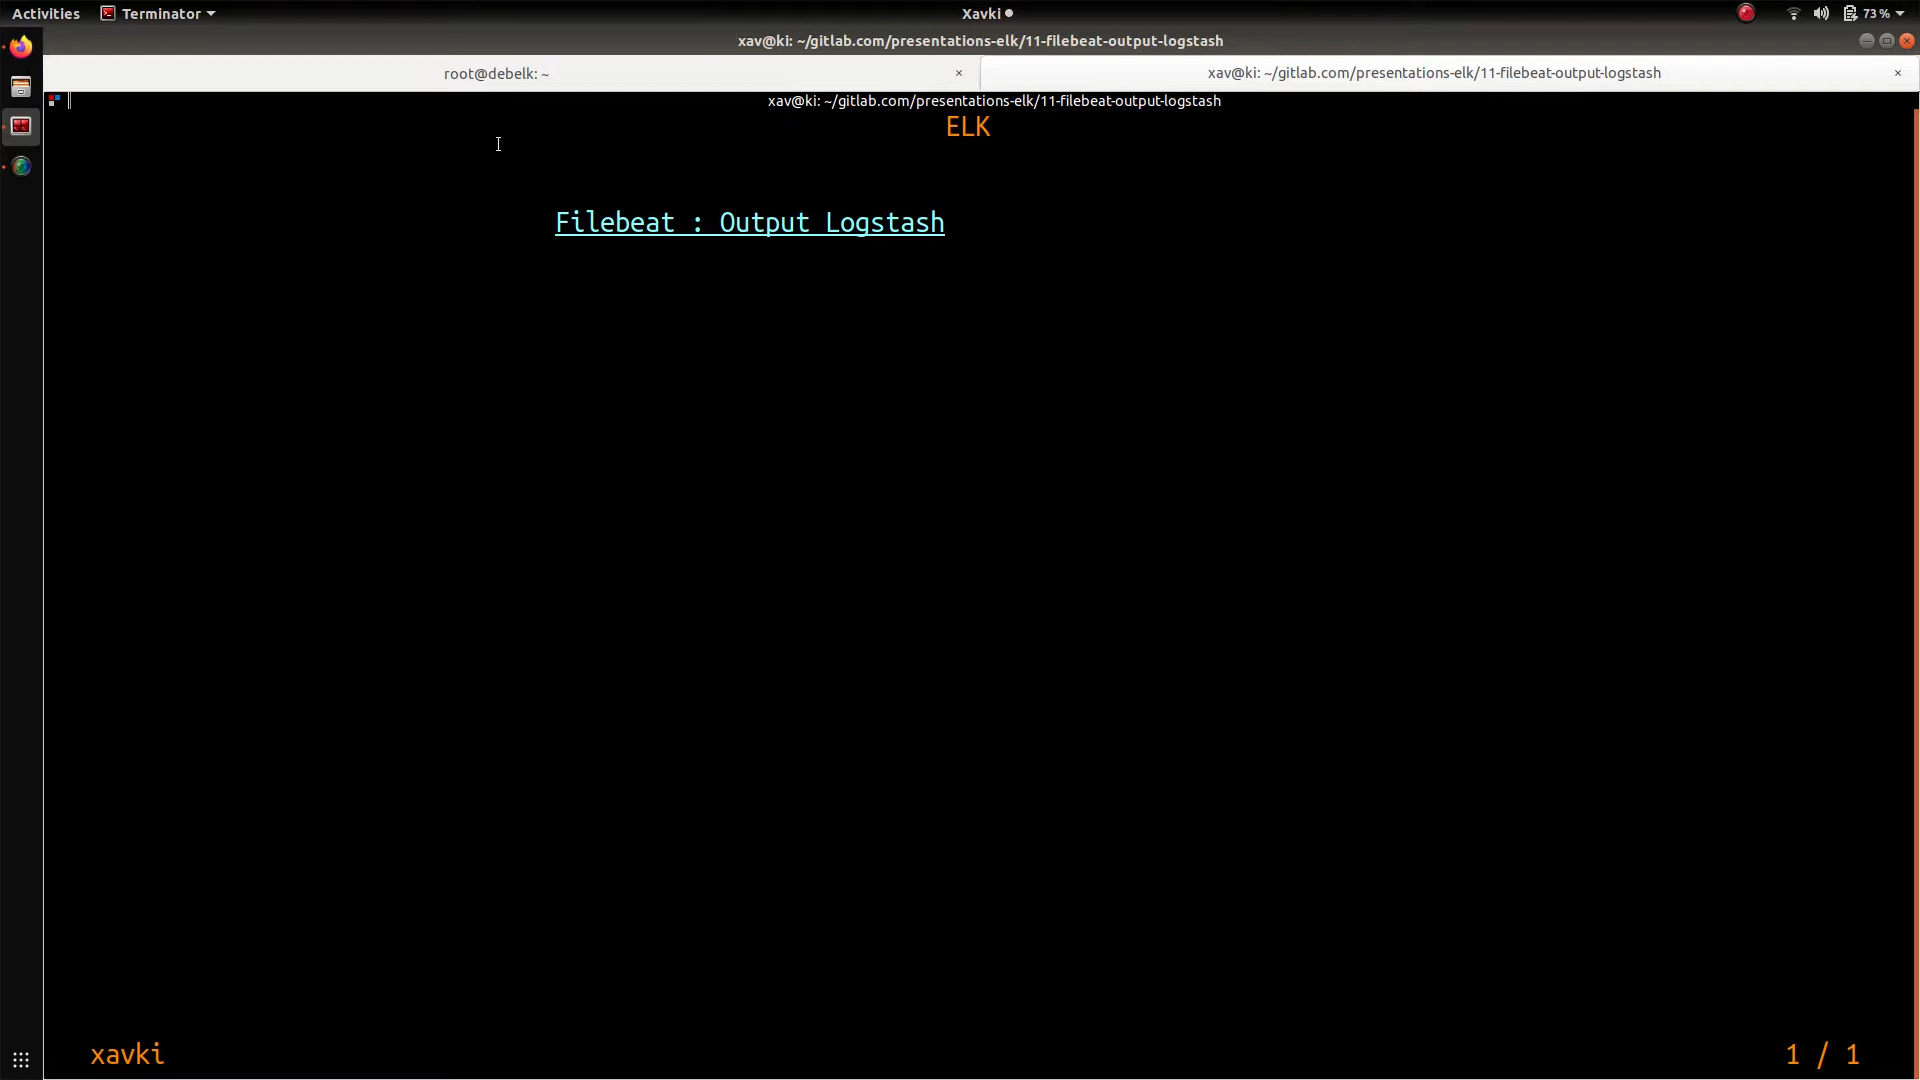 Activities Terminator Xavki 73%
xav@ki: ~/gitlab.com/presentations-elk/11-filebeat-output-logstash
root@debelk: ~ × xav@ki: ~/gitlab.com/presentations-elk/11-filebeat-output-logstash ×
xav@ki: ~/gitlab.com/presentations-elk/11-filebeat-output-logstash
ELK
Filebeat : Output Logstash
xavki 1 / 1